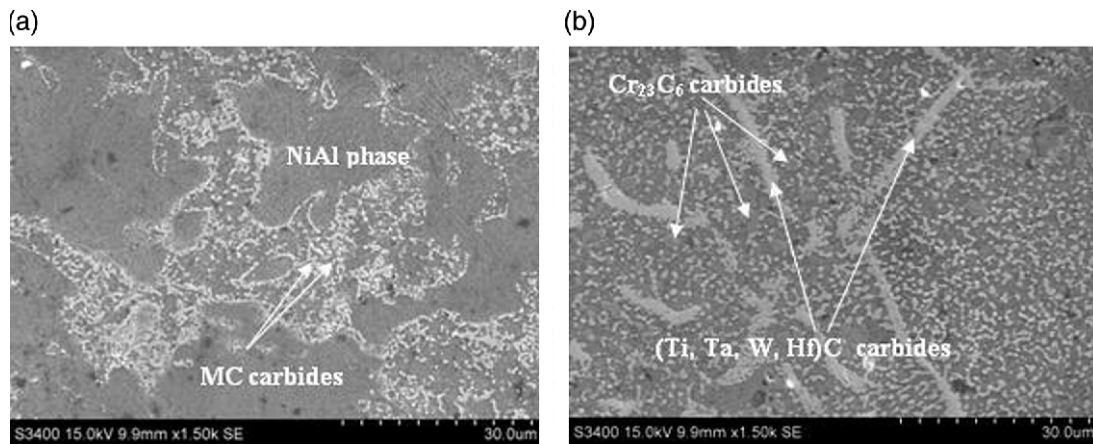 (a)
(b)
NiAl phase
MC carbides
S3400 15.0kV 9.9mm x1.50k SE
30.0um
Cr₂₃C₆ carbides
(Ti, Ta, W, Hf)C carbides
S3400 15.0kV 9.9mm x1.50k SE
30.0um